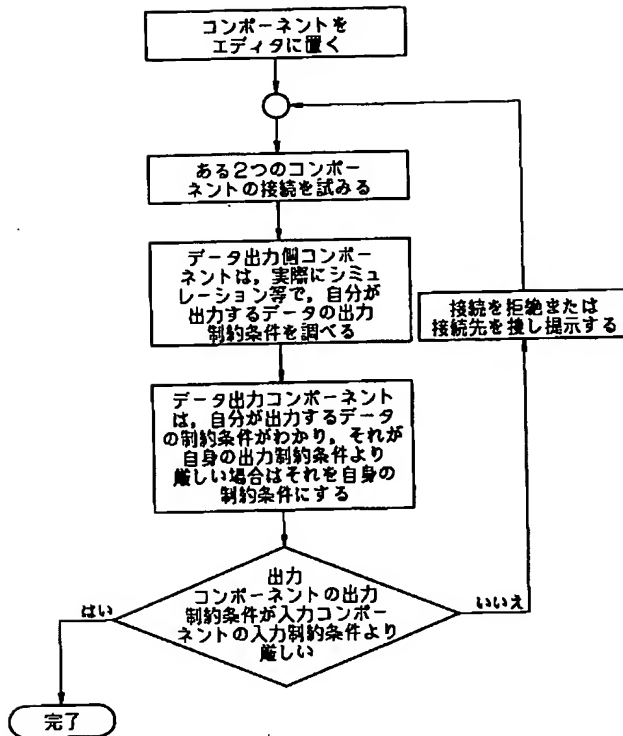 コンポーネントを
エディタに置く
ある2つのコンポー
ネントの接続を試みる
データ出力側コンポー
ネントは，実際にシミュ
レーション等で，自分が
出力するデータの出力
制約条件を調べる
接続を拒絶または
接続先を捜し提示する
データ出力コンポーネント
は，自分が出力するデータ
の制約条件がわかり，それが
自身の出力制約条件より
厳しい場合はそれを自身の
制約条件にする
出力
コンポーネントの出力
制約条件が入力コンポー
ネントの入力制約条件より
厳しい
はい
いいえ
完了